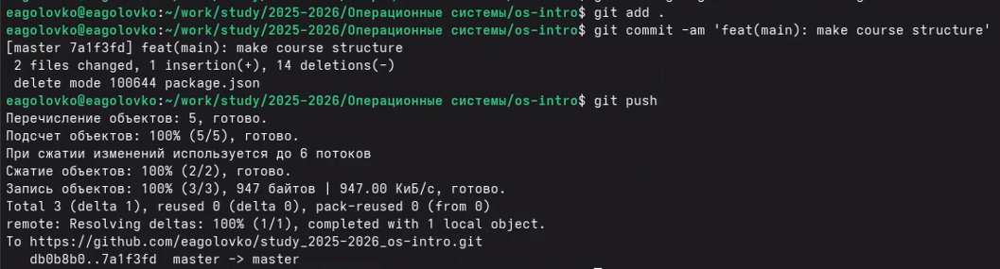 eagolovko@eagolovko:~/work/study/2025-2026/Операционные системы/os-intro$ git add .
eagolovko@eagolovko:~/work/study/2025-2026/Операционные системы/os-intro$ git commit -am 'feat(main): make course structure'
[master 7a1f3fd] feat(main): make course structure
 2 files changed, 1 insertion(+), 14 deletions(-)
 delete mode 100644 package.json
eagolovko@eagolovko:~/work/study/2025-2026/Операционные системы/os-intro$ git push
Перечисление объектов: 5, готово.
Подсчет объектов: 100% (5/5), готово.
При сжатии изменений используется до 6 потоков
Сжатие объектов: 100% (2/2), готово.
Запись объектов: 100% (3/3), 947 байтов | 947.00 КиБ/с, готово.
Total 3 (delta 1), reused 0 (delta 0), pack-reused 0 (from 0)
remote: Resolving deltas: 100% (1/1), completed with 1 local object.
To https://github.com/eagolovko/study_2025-2026_os-intro.git
   db0b8b0..7a1f3fd  master -> master